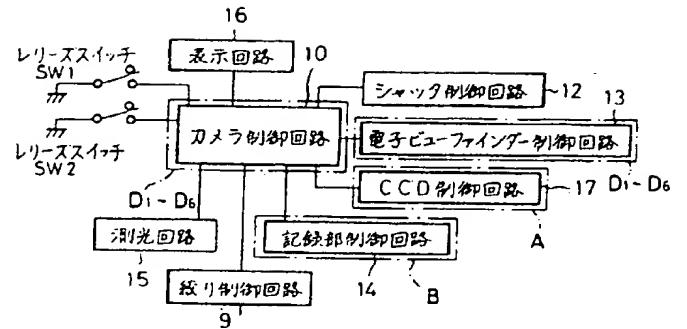 16
レリーズスイッチ
SW1
表示回路
10
シャッタ制御回路
12
カメラ制御回路
13
電子ビューファインダー制御回路
レリーズスイッチ
SW2
D1~D6
D1~D6
CCD制御回路
17
A
測光回路
15
記録部制御回路
14
B
絞り制御回路
9